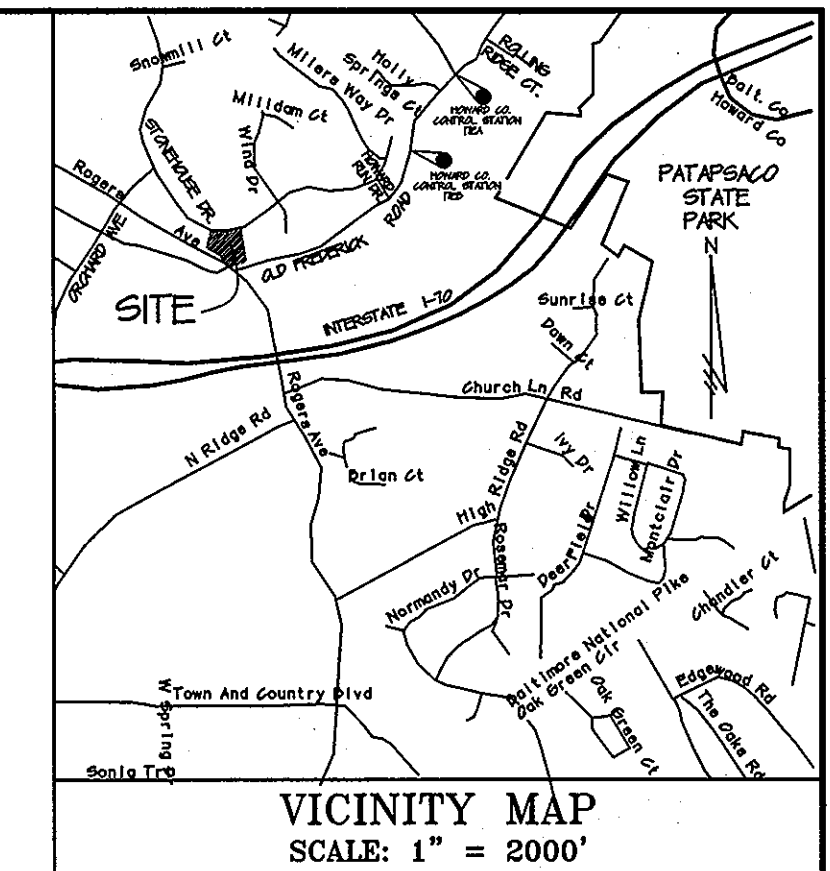 Snowmill Ct
Milers Way Dr
Holly
Springs Ct
ROLLING
RIDGE CT.
Milldam Ct
Wind Dr
STONEHOUSE DR.
HOWARD CO.
CONTROL STATION
HOWARD CO.
CONTROL STATION
Balt. Co
Howard Co
PATAPSACO
STATE
PARK
N
Rogers
Ave
ORCHARD AVE
OLD FREDERICK
ROAD
SITE
INTERSTATE I-70
Sunrise Ct
Dawn Ct
Church Ln Rd
Rogers Ave
N Ridge Rd
Brian Ct
High Ridge Rd
Ivy Dr
Willow Ln
Montclair Dr
Deerfield Dr
Rosemar Dr
Normandy Dr
Chandler Ct
Baltimore National Pike
Oak Green Cir
Oak Green Ct
Edgewood Rd
The Oaks Rd
Town And Country Blvd
W Spring
Sonia Trl
VICINITY MAP
SCALE: 1" = 2000'